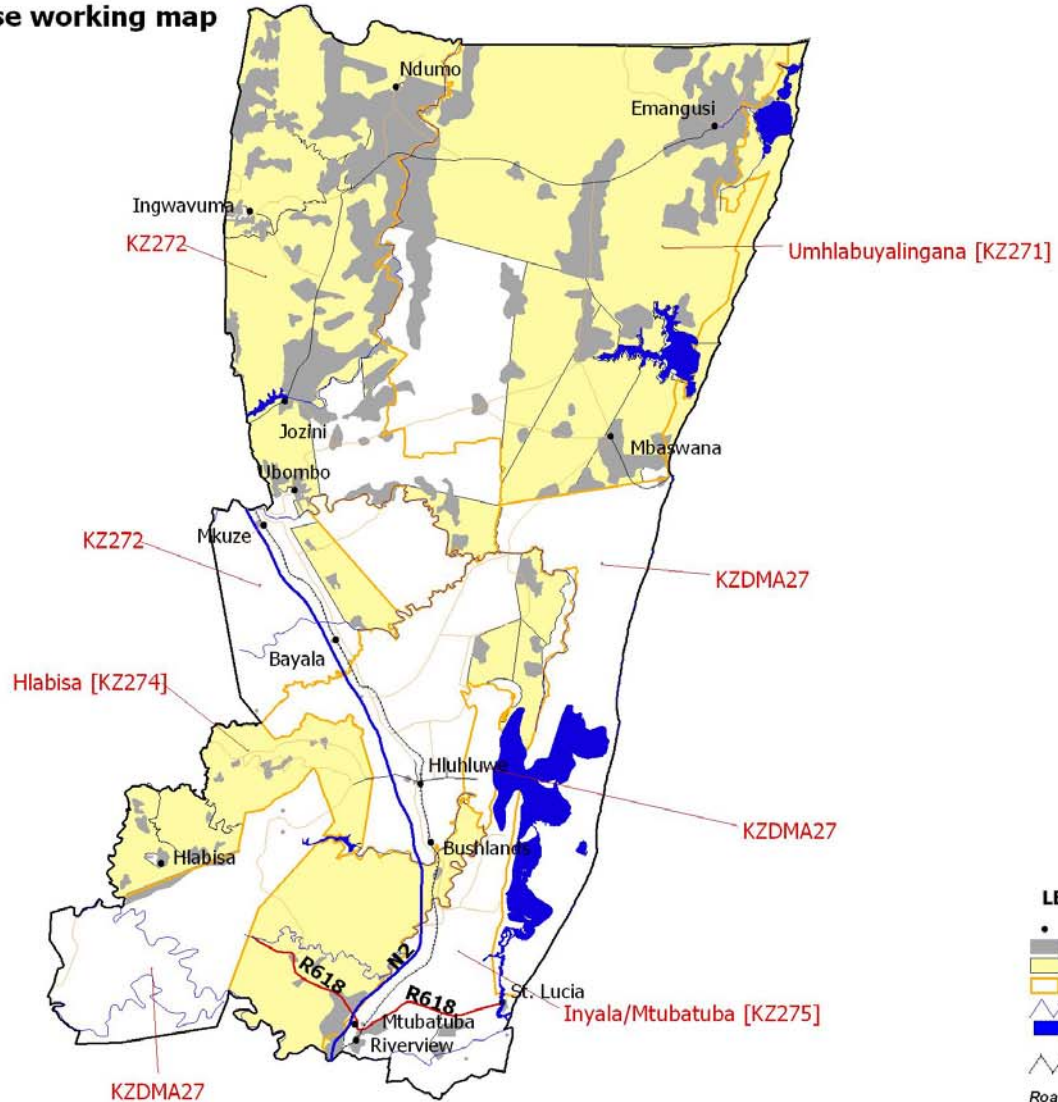 se working map
Ndumo
Emangusi
Ingwavuma
KZ272
Umhlabuyalingana [KZ271]
Jozini
Mbaswana
Ubombo
Mkuze
KZ272
KZDMA27
Bayala
Hlabisa [KZ274]
Hluhluwe
KZDMA27
Bushlands
Hlabisa
LE
N2
R618
R618
St. Lucia
Inyala/Mtubatuba [KZ275]
Mtubatuba
Riverview
KZDMA27
Roa